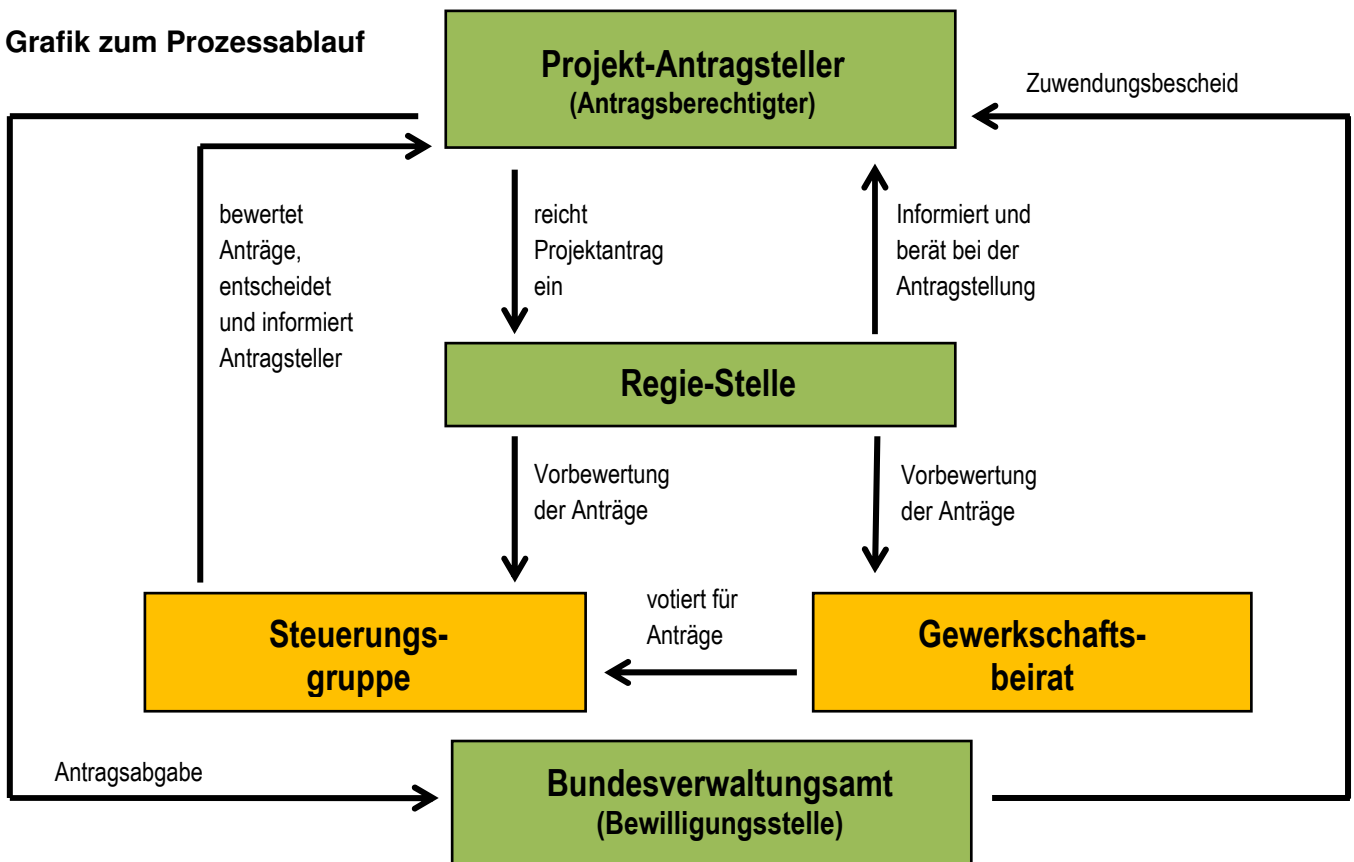 Grafik zum Prozessablauf
Projekt-Antragsteller
(Antragsberechtigter)
Zuwendungsbescheid
bewertet
Anträge,
entscheidet
und informiert
Antragsteller
reicht
Projektantrag
ein
Informiert und
berät bei der
Antragstellung
Regie-Stelle
Vorbewertung
der Anträge
Vorbewertung
der Anträge
Steuerungs-
gruppe
votiert für
Anträge
Gewerkschafts-
beirat
Antragsabgabe
Bundesverwaltungsamt
(Bewilligungsstelle)